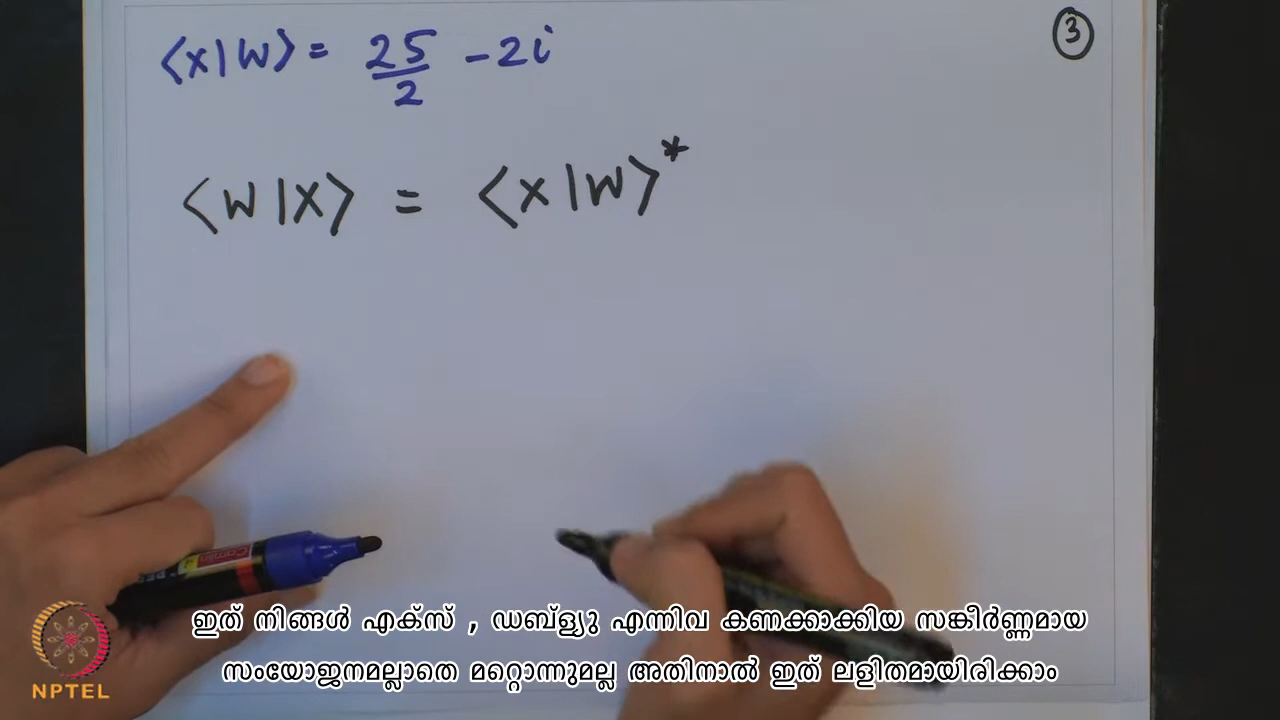 ③
⟨x|w⟩ = 25/2 - 2i
⟨w|x⟩ = ⟨x|w⟩*
ഇത് നിങ്ങൾ എക്സ് , ഡബ്ള്യു എന്നിവ കണക്കാക്കിയ സങ്കീർണ്ണമായ
സംയോജനമല്ലാതെ മറ്റൊന്നുമല്ല അതിനാൽ ഇത് ലളിതമായിരിക്കാം
NPTEL